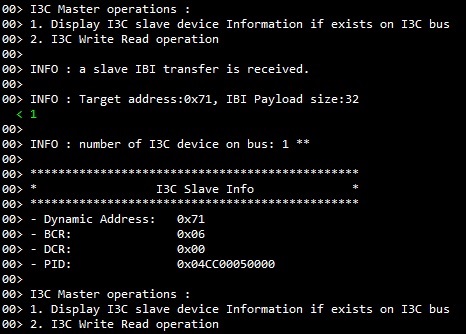 00> I3C Master operations :
00> 1. Display I3C slave device Information if exists on I3C bus
00> 2. I3C Write Read operation
00>
00> INFO : a slave IBI transfer is received.
00>
00> INFO : Target address:0x71, IBI Payload size:32
< 1
00>
00> INFO : number of I3C device on bus: 1 **
00>
00> ***********************************************
00> *                 I3C Slave Info              *
00> ***********************************************
00> - Dynamic Address:   0x71
00> - BCR:               0x06
00> - DCR:               0x00
00> - PID:               0x04CC00050000
00>
00> I3C Master operations :
00> 1. Display I3C slave device Information if exists on I3C bus
00> 2. I3C Write Read operation